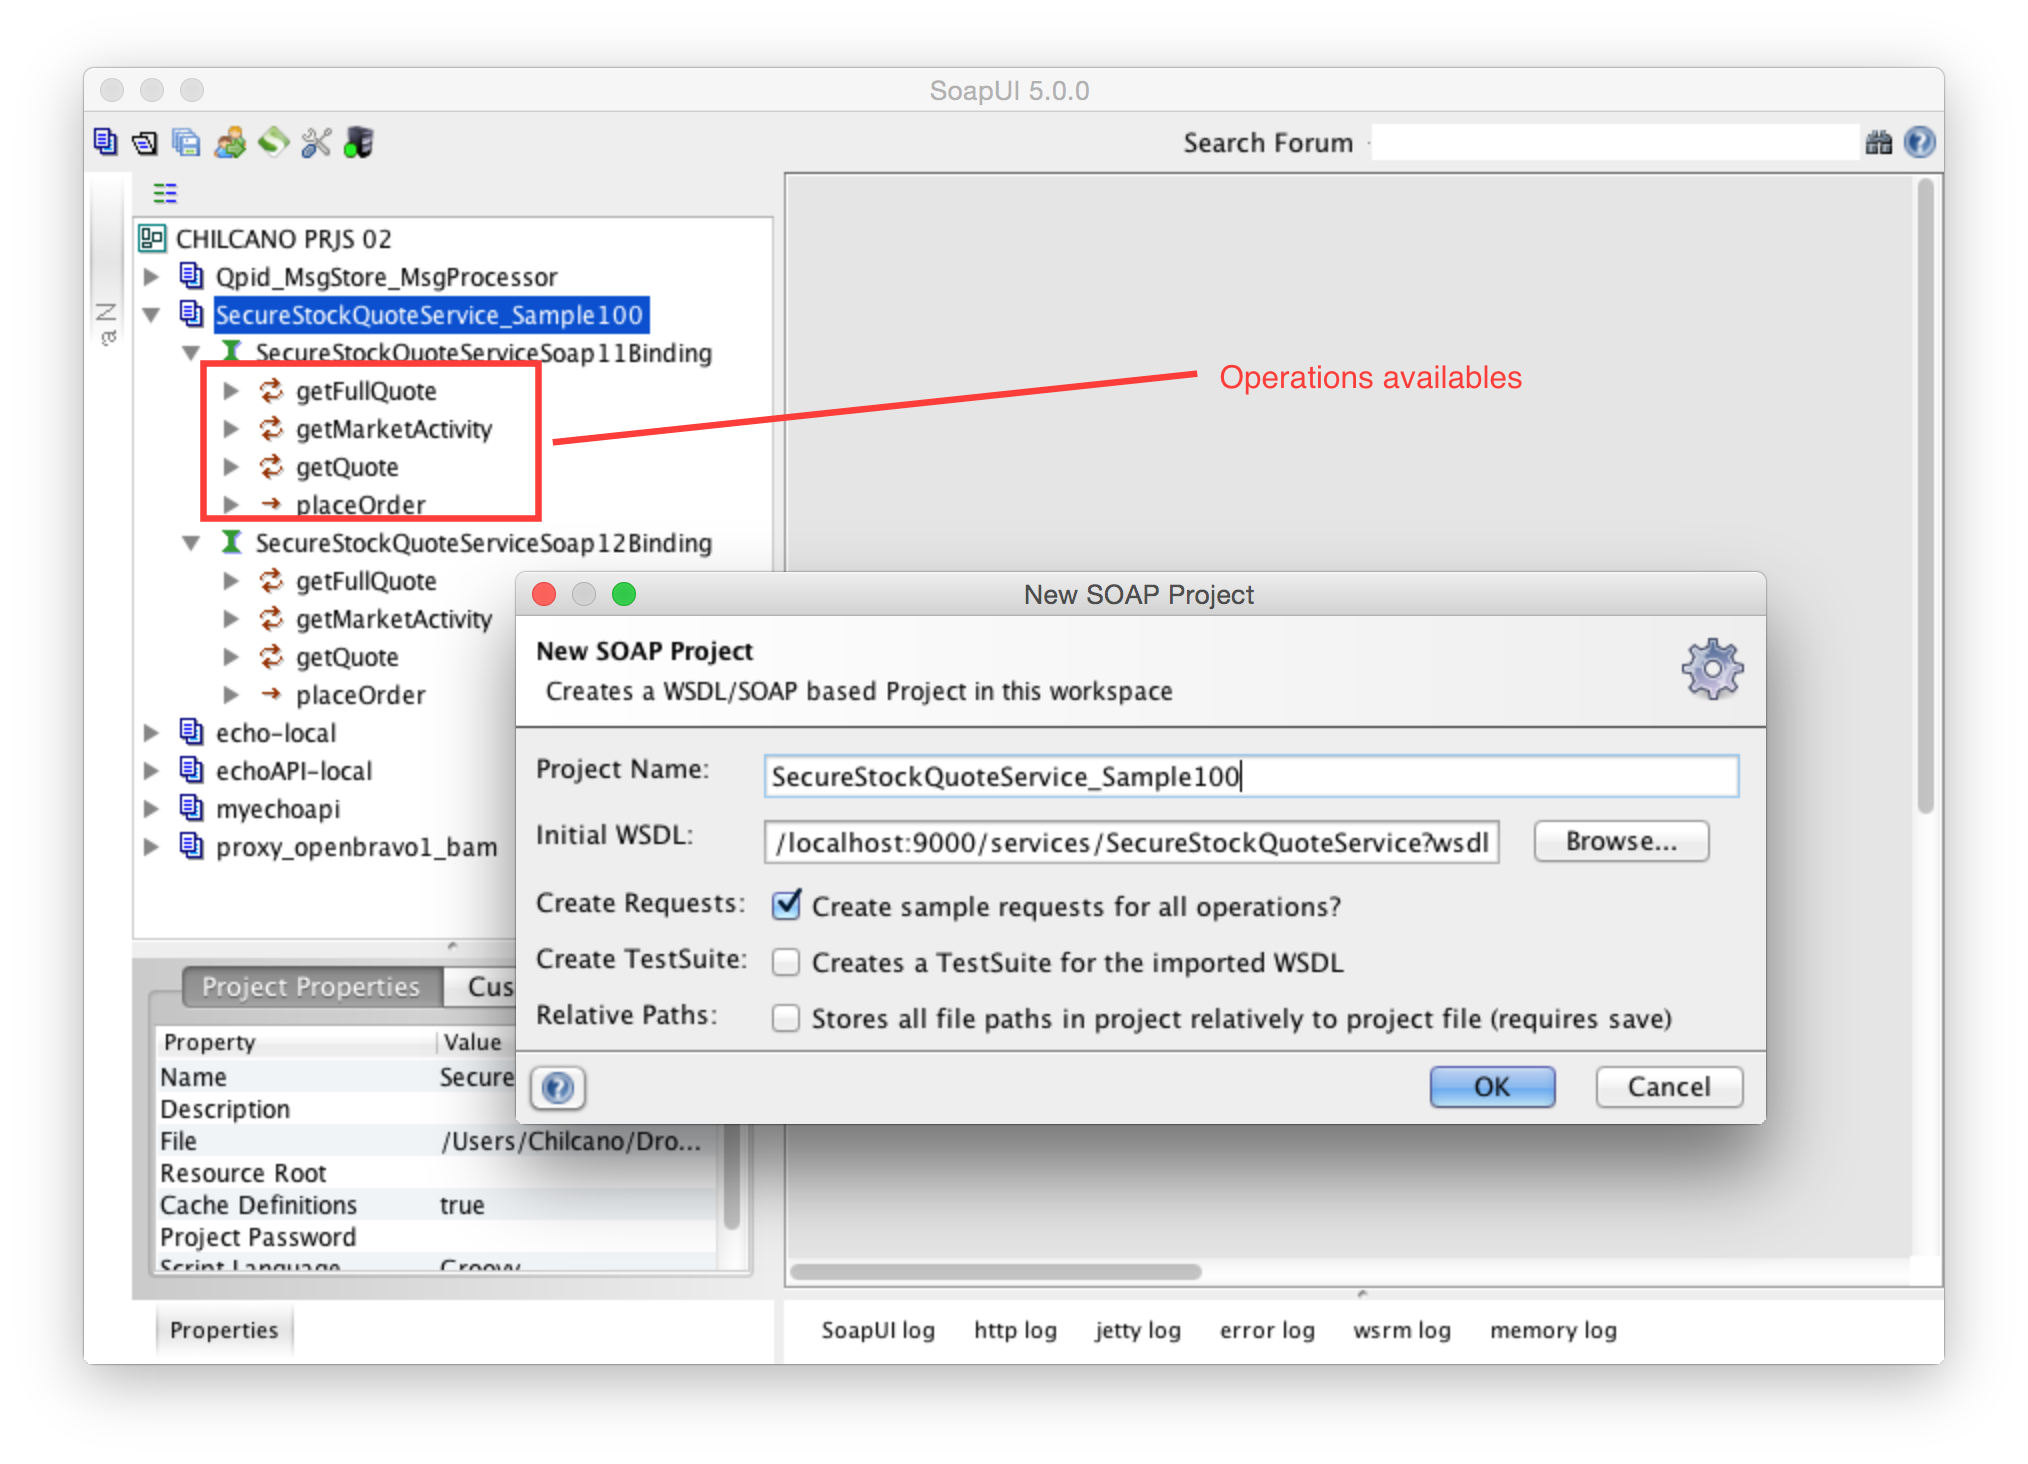 SoapUI 5.0.0
Search Forum
CHILCANO PRJS 02
Qpid_MsgStore_MsgProcessor
SecureStockQuoteService_Sample100
SecureStockQuoteServiceSoap11Binding
getFullQuote
getMarketActivity
getQuote
placeOrder
Operations availables
SecureStockQuoteServiceSoap12Binding
getFullQuote
getMarketActivity
getQuote
placeOrder
echo-local
echoAPI-local
myechoapi
proxy_openbravo1_bam
Na
New SOAP Project
New SOAP Project
Creates a WSDL/SOAP based Project in this workspace
Project Name: SecureStockQuoteService_Sample100
Initial WSDL: /localhost:9000/services/SecureStockQuoteService?wsdl Browse...
Create Requests: Create sample requests for all operations?
Create TestSuite: Creates a TestSuite for the imported WSDL
Relative Paths: Stores all file paths in project relatively to project file (requires save)
OK Cancel
Project Properties Cus
Property Value
Name Secure
Description
File /Users/Chilcano/Dro...
Resource Root
Cache Definitions true
Project Password
Script Language Groovy
Properties
SoapUI log http log jetty log error log wsrm log memory log